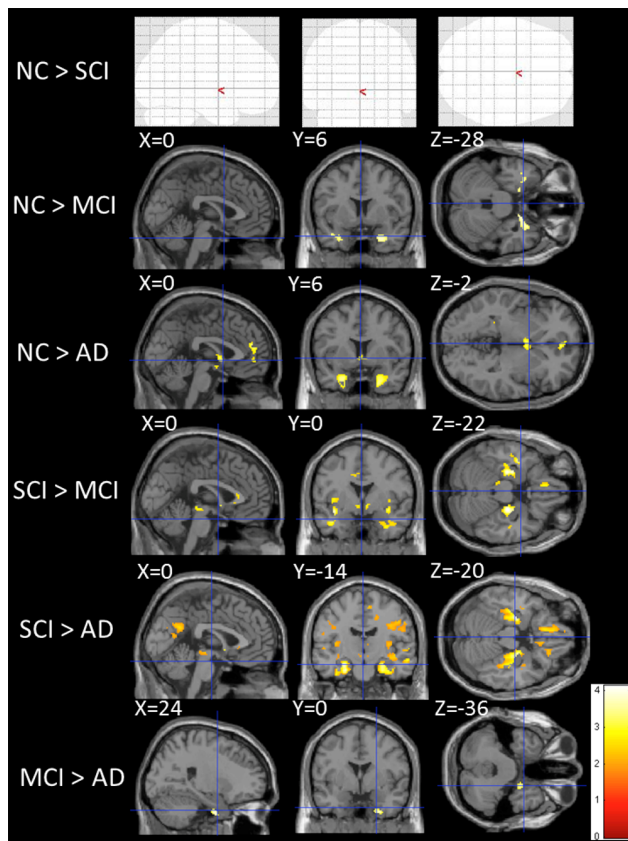 NC > SCI
X=0 Y=6 Z=-28
NC > MCI
X=0 Y=6 Z=-2
NC > AD
X=0 Y=0 Z=-22
SCI > MCI
X=0 Y=-14 Z=-20
SCI > AD
X=24 Y=0 Z=-36
MCI > AD
4
3
2
1
0